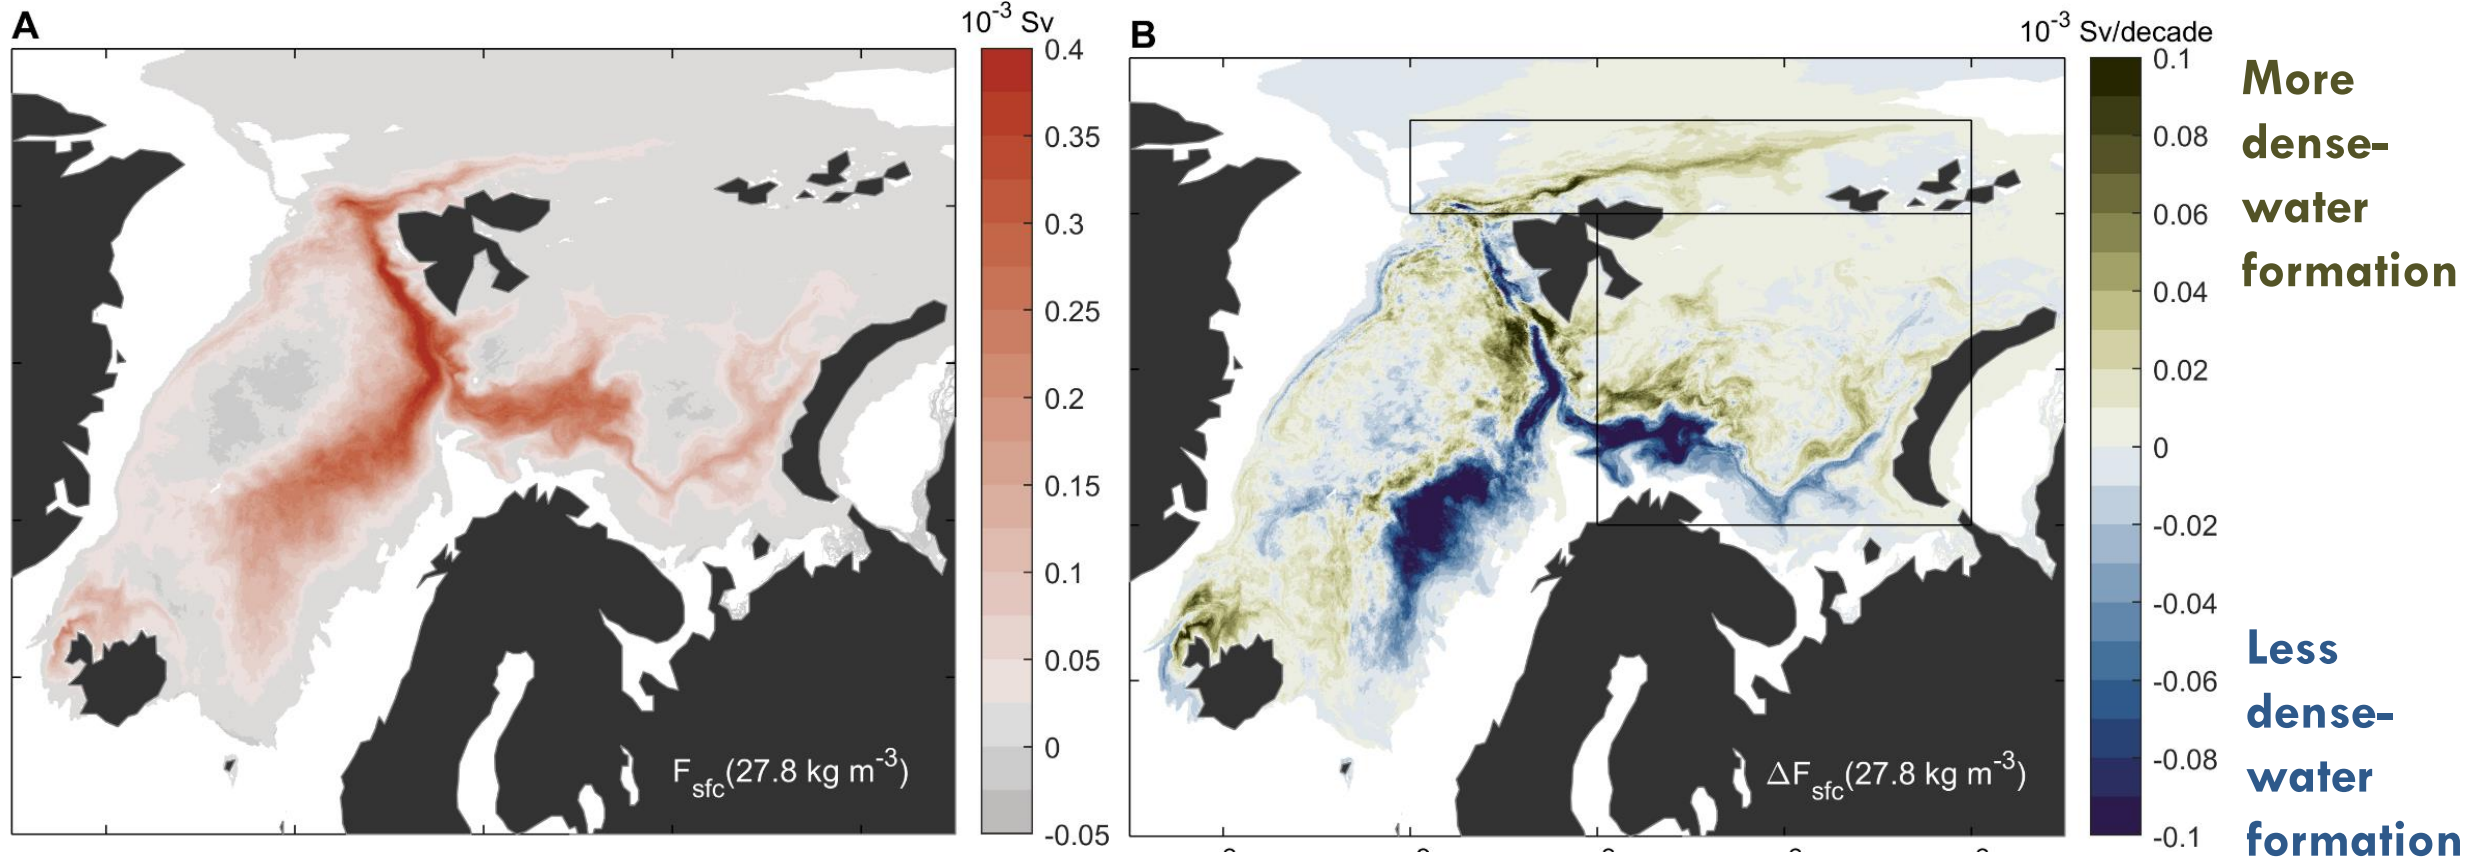 A
10⁻³ Sv
0.4
0.35
0.3
0.25
0.2
0.15
0.1
0.05
0
-0.05
F_sfc(27.8 kg m⁻³)
B
10⁻³ Sv/decade
0.1
0.08
0.06
0.04
0.02
0
-0.02
-0.04
-0.06
-0.08
-0.1
ΔF_sfc(27.8 kg m⁻³)
More
dense-
water
formation
Less
dense-
water
formation